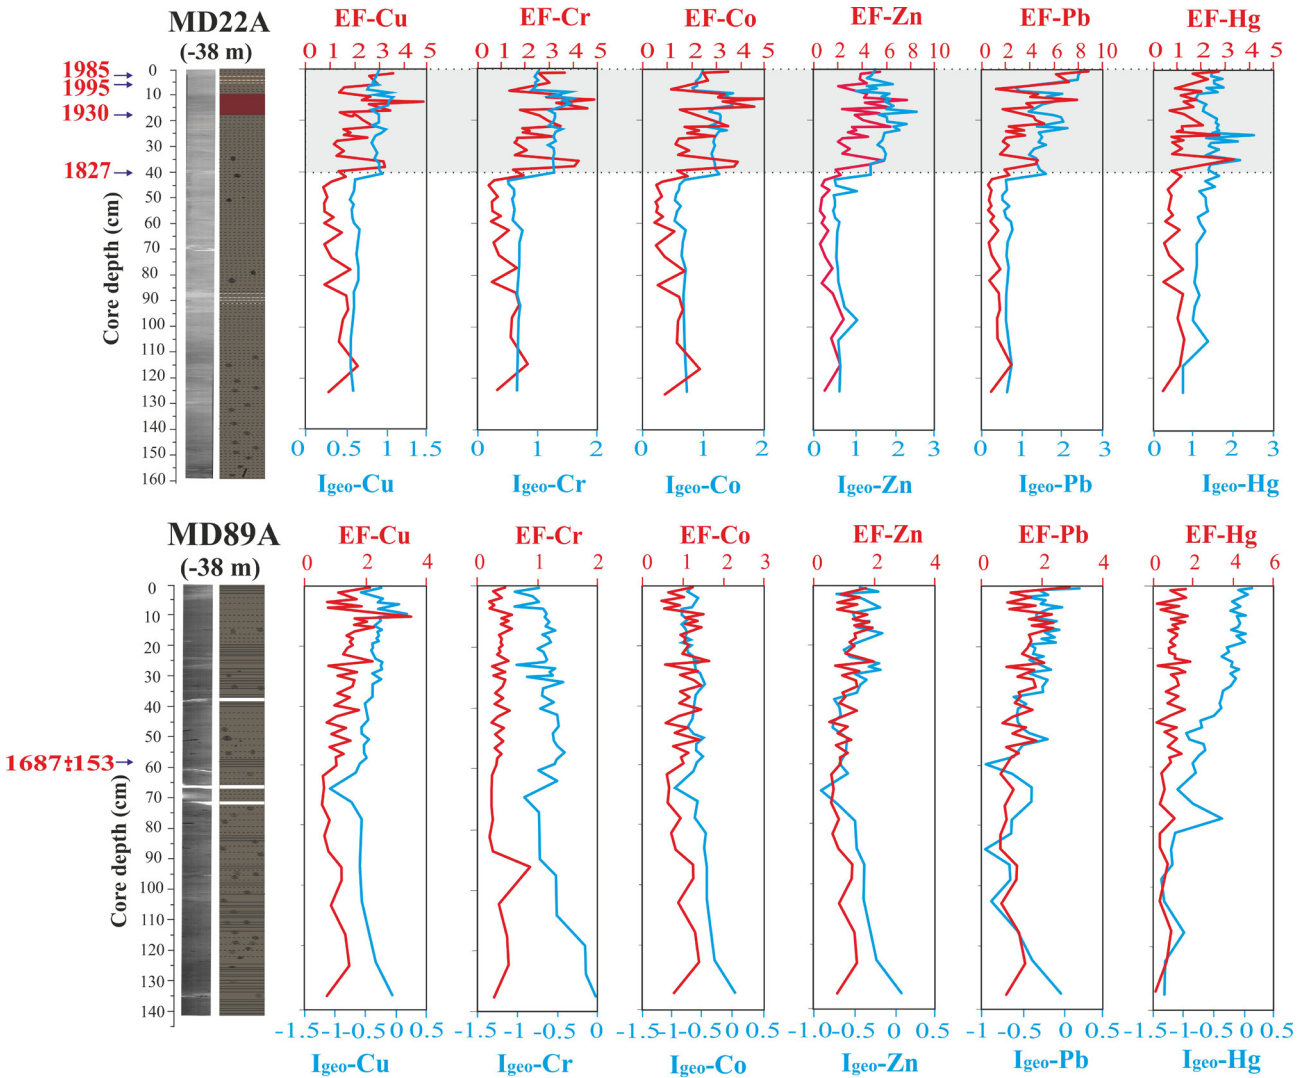 MD22A
(-38 m)
EF-Cu EF-Cr EF-Co EF-Zn EF-Pb EF-Hg
0 1 2 3 4 5 0 1 2 3 4 5 0 1 2 3 4 5 0 2 4 6 8 10 0 2 4 6 8 10 0 1 2 3 4 5
1985
1995
1930
1827
Core depth (cm)
0
10
20
30
40
50
60
70
80
90
100
110
120
130
140
150
160
0 0.5 1 1.5 0 1 2 0 1 2 0 1 2 3 0 1 2 3 0 1 2 3
Igeo-Cu Igeo-Cr Igeo-Co Igeo-Zn Igeo-Pb Igeo-Hg
MD89A
(-38 m)
EF-Cu EF-Cr EF-Co EF-Zn EF-Pb EF-Hg
0 2 4 0 1 2 0 1 2 3 0 2 4 0 2 4 0 2 4 6
1687±153
Core depth (cm)
0
10
20
30
40
50
60
70
80
90
100
110
120
130
140
-1.5 -1 -0.5 0 0.5 -1.5 -1 -0.5 0 -1.5 -1 -0.5 0 0.5 -1.0 -0.5 0 0.5 -1 -0.5 0 0.5 -1.5 -1 -0.5 0 0.5
Igeo-Cu Igeo-Cr Igeo-Co Igeo-Zn Igeo-Pb Igeo-Hg